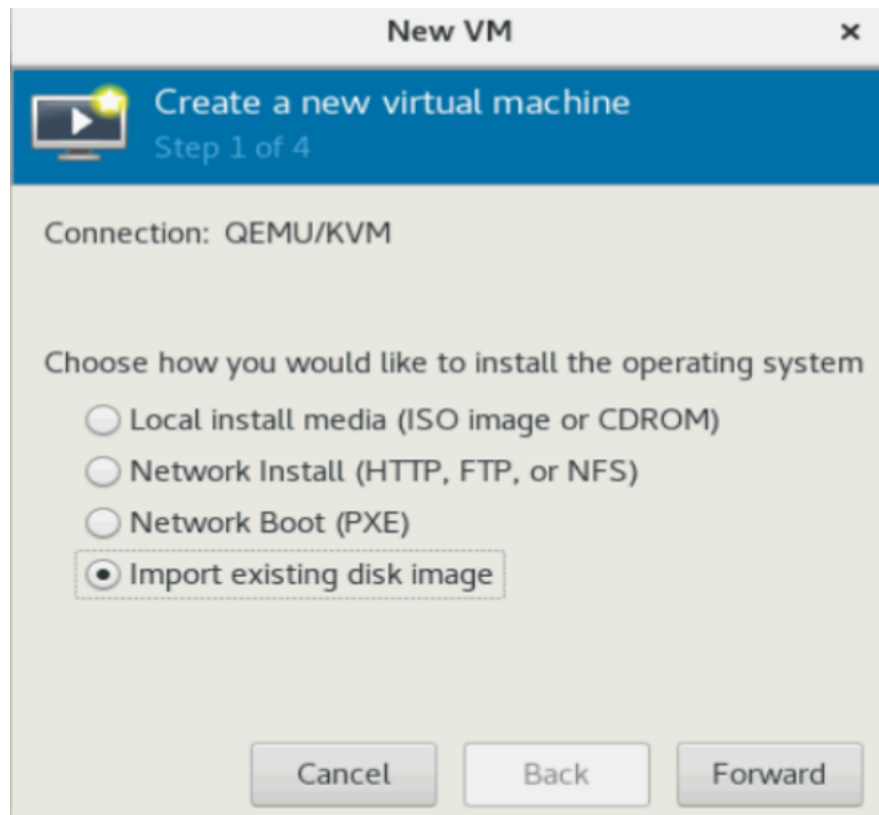 New VM ×
Create a new virtual machine
Step 1 of 4
Connection: QEMU/KVM
Choose how you would like to install the operating system
Local install media (ISO image or CDROM)
Network Install (HTTP, FTP, or NFS)
Network Boot (PXE)
Import existing disk image
Cancel Back Forward